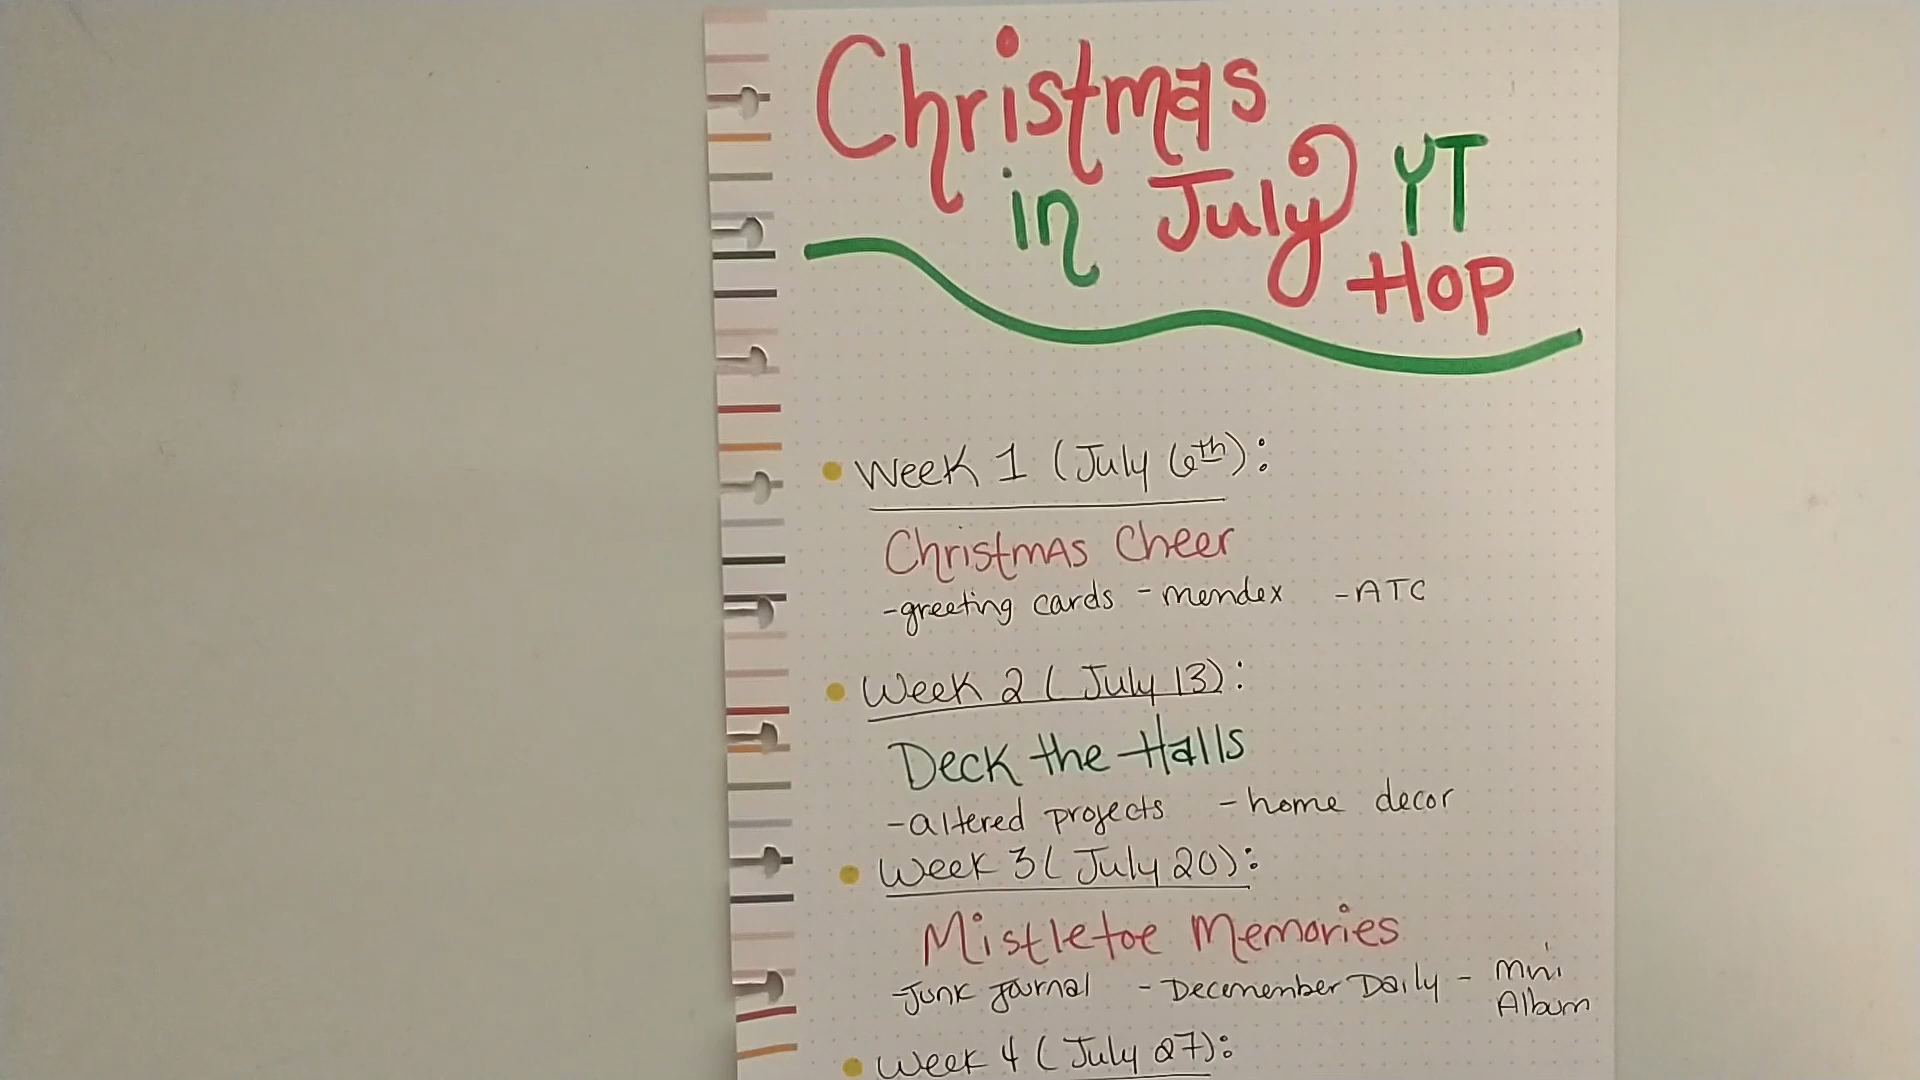 Christmas
in July YT
Hop
Week 1 (July 6th):
Christmas Cheer
-greeting cards - mendex - ATC
Week 2 (July 13):
Deck the Halls
-altered projects - home decor
Week 3 (July 20):
Mistletoe Memories
-Junk Journal - Decemember Daily - Mini
Album
Week 4 (July 27):